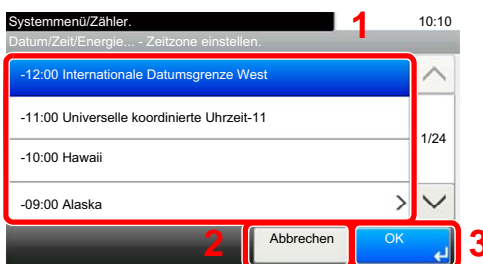 Systemmenü/Zähler.
1
10:10
Datum/Zeit/Energie... - Zeitzone einstellen.
-12:00 Internationale Datumsgrenze West
-11:00 Universelle koordinierte Uhrzeit-11
1/24
-10:00 Hawaii
-09:00 Alaska
2
Abbrechen
OK
3